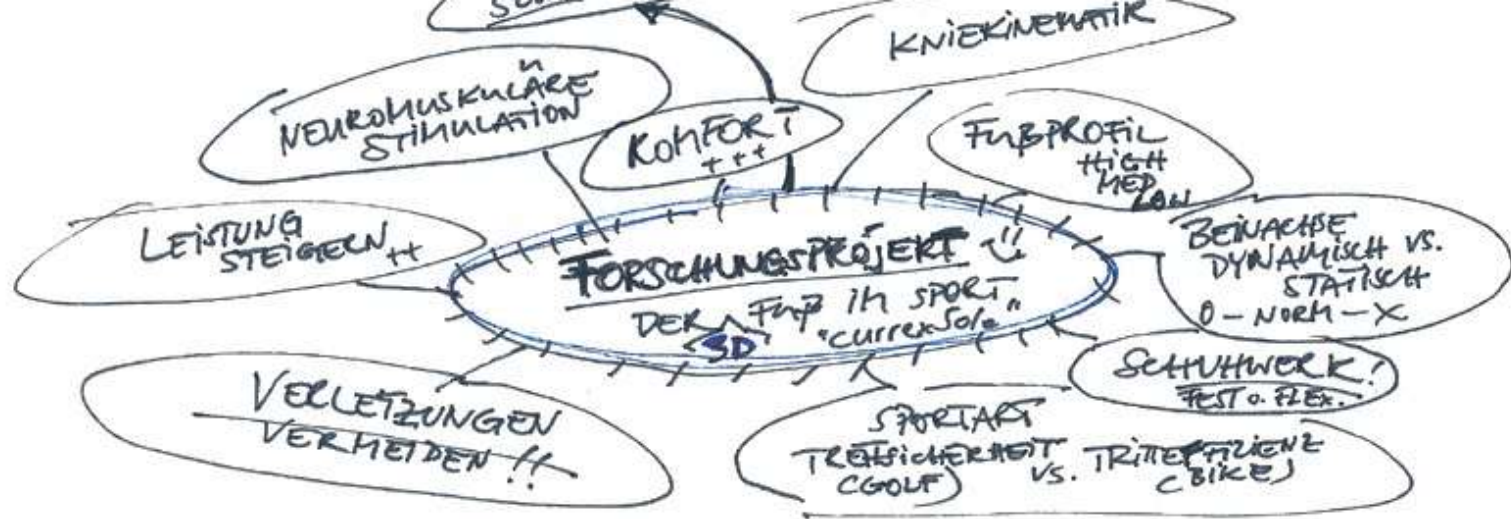 KNIEKINEMATIK
NEUROMUSKULÄRE
STIMULATION
KOMFORT
+++
FUßPROFIL
HIGH
MED
LOW
LEISTUNG
STEIGERN ++
BEINACHSE
DYNAMISCH VS.
STATISCH
O - NORM - X
FORSCHUNGSPROJEKT
DER FUß IM SPORT
3D "currexSole"
SCHUHWERK!
FEST o. FLEX.
VERLETZUNGEN
VERMEIDEN !!
SPORTART
TREFFSICHERHEIT VS. TRITTEFFIZIENZ
(GOLF) (BIKE)